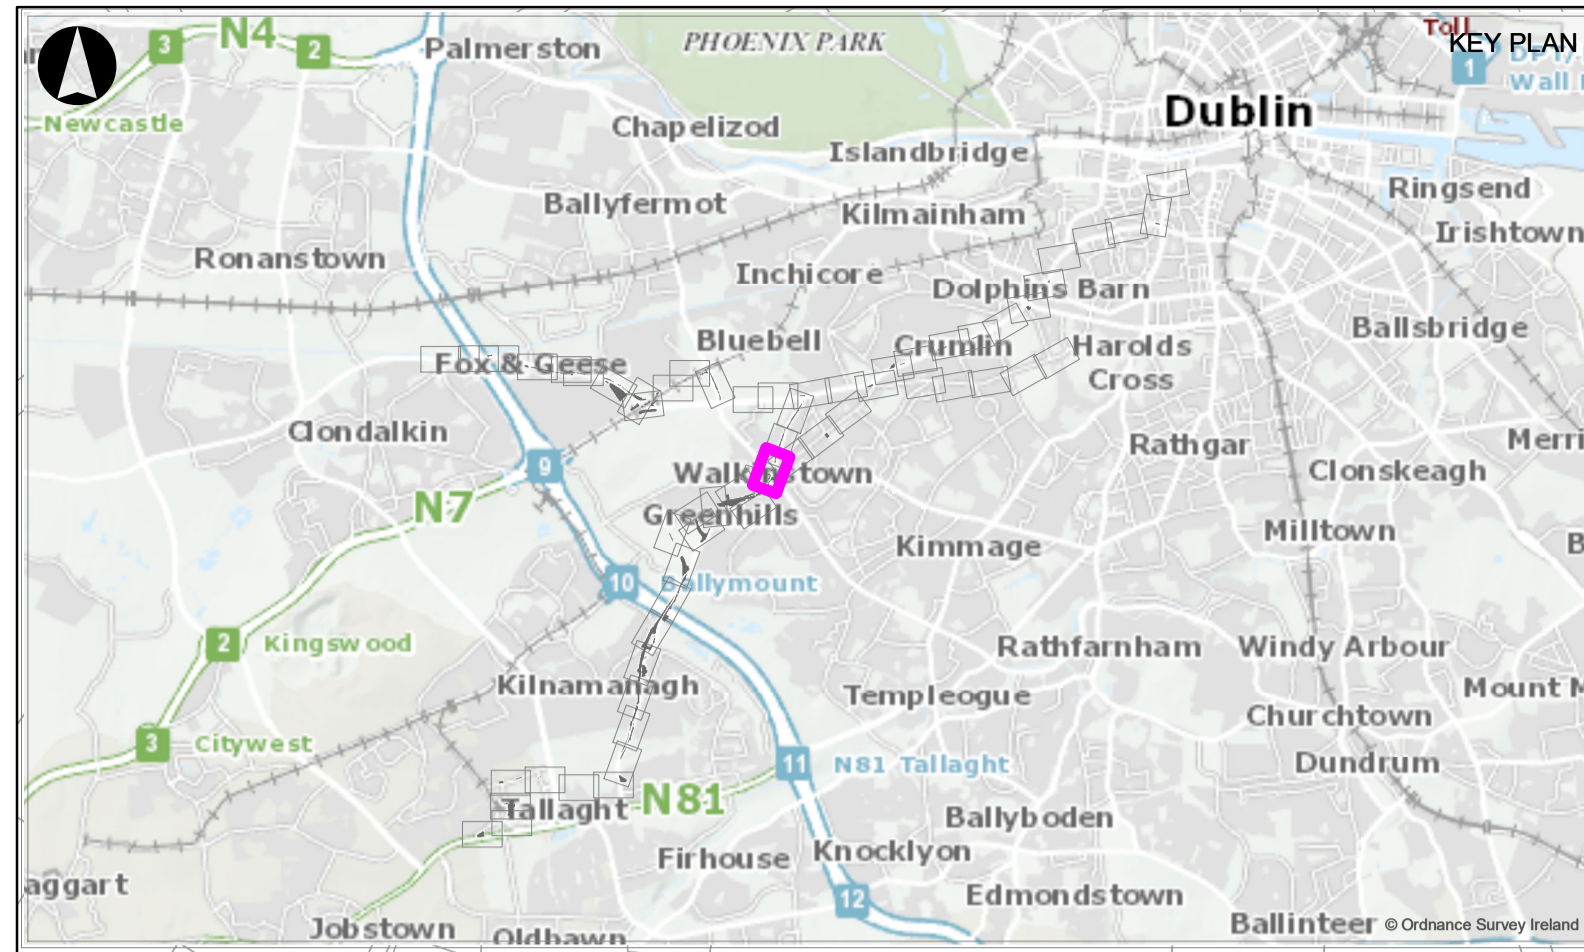 N4
3
2
Palmerston
PHOENIX PARK
Toll
KEY PLAN
1
Wall
Newcastle
Chapelizod
Dublin
Islandbridge
Ballyfermot
Kilmainham
Ringsend
Irishtown
Ronanstown
Inchicore
Dolphins Barn
Bluebell
Crumlin
Harolds
Cross
Ballsbridge
Fox & Geese
Clondalkin
Rathgar
Merri
9
Walkinstown
Clonskeagh
N7
Greenhills
Kimmage
Milltown
B
10
Ballymount
2
Kingswood
Rathfarnham
Windy Arbour
Kilnamanagh
Templeogue
Mount M
Churchtown
3
Citywest
11
N81 Tallaght
Dundrum
Tallaght
N81
Ballyboden
Firhouse
Knocklyon
aggart
12
Edmondstown
Jobstown
Oldbawn
Ballinteer
© Ordnance Survey Ireland